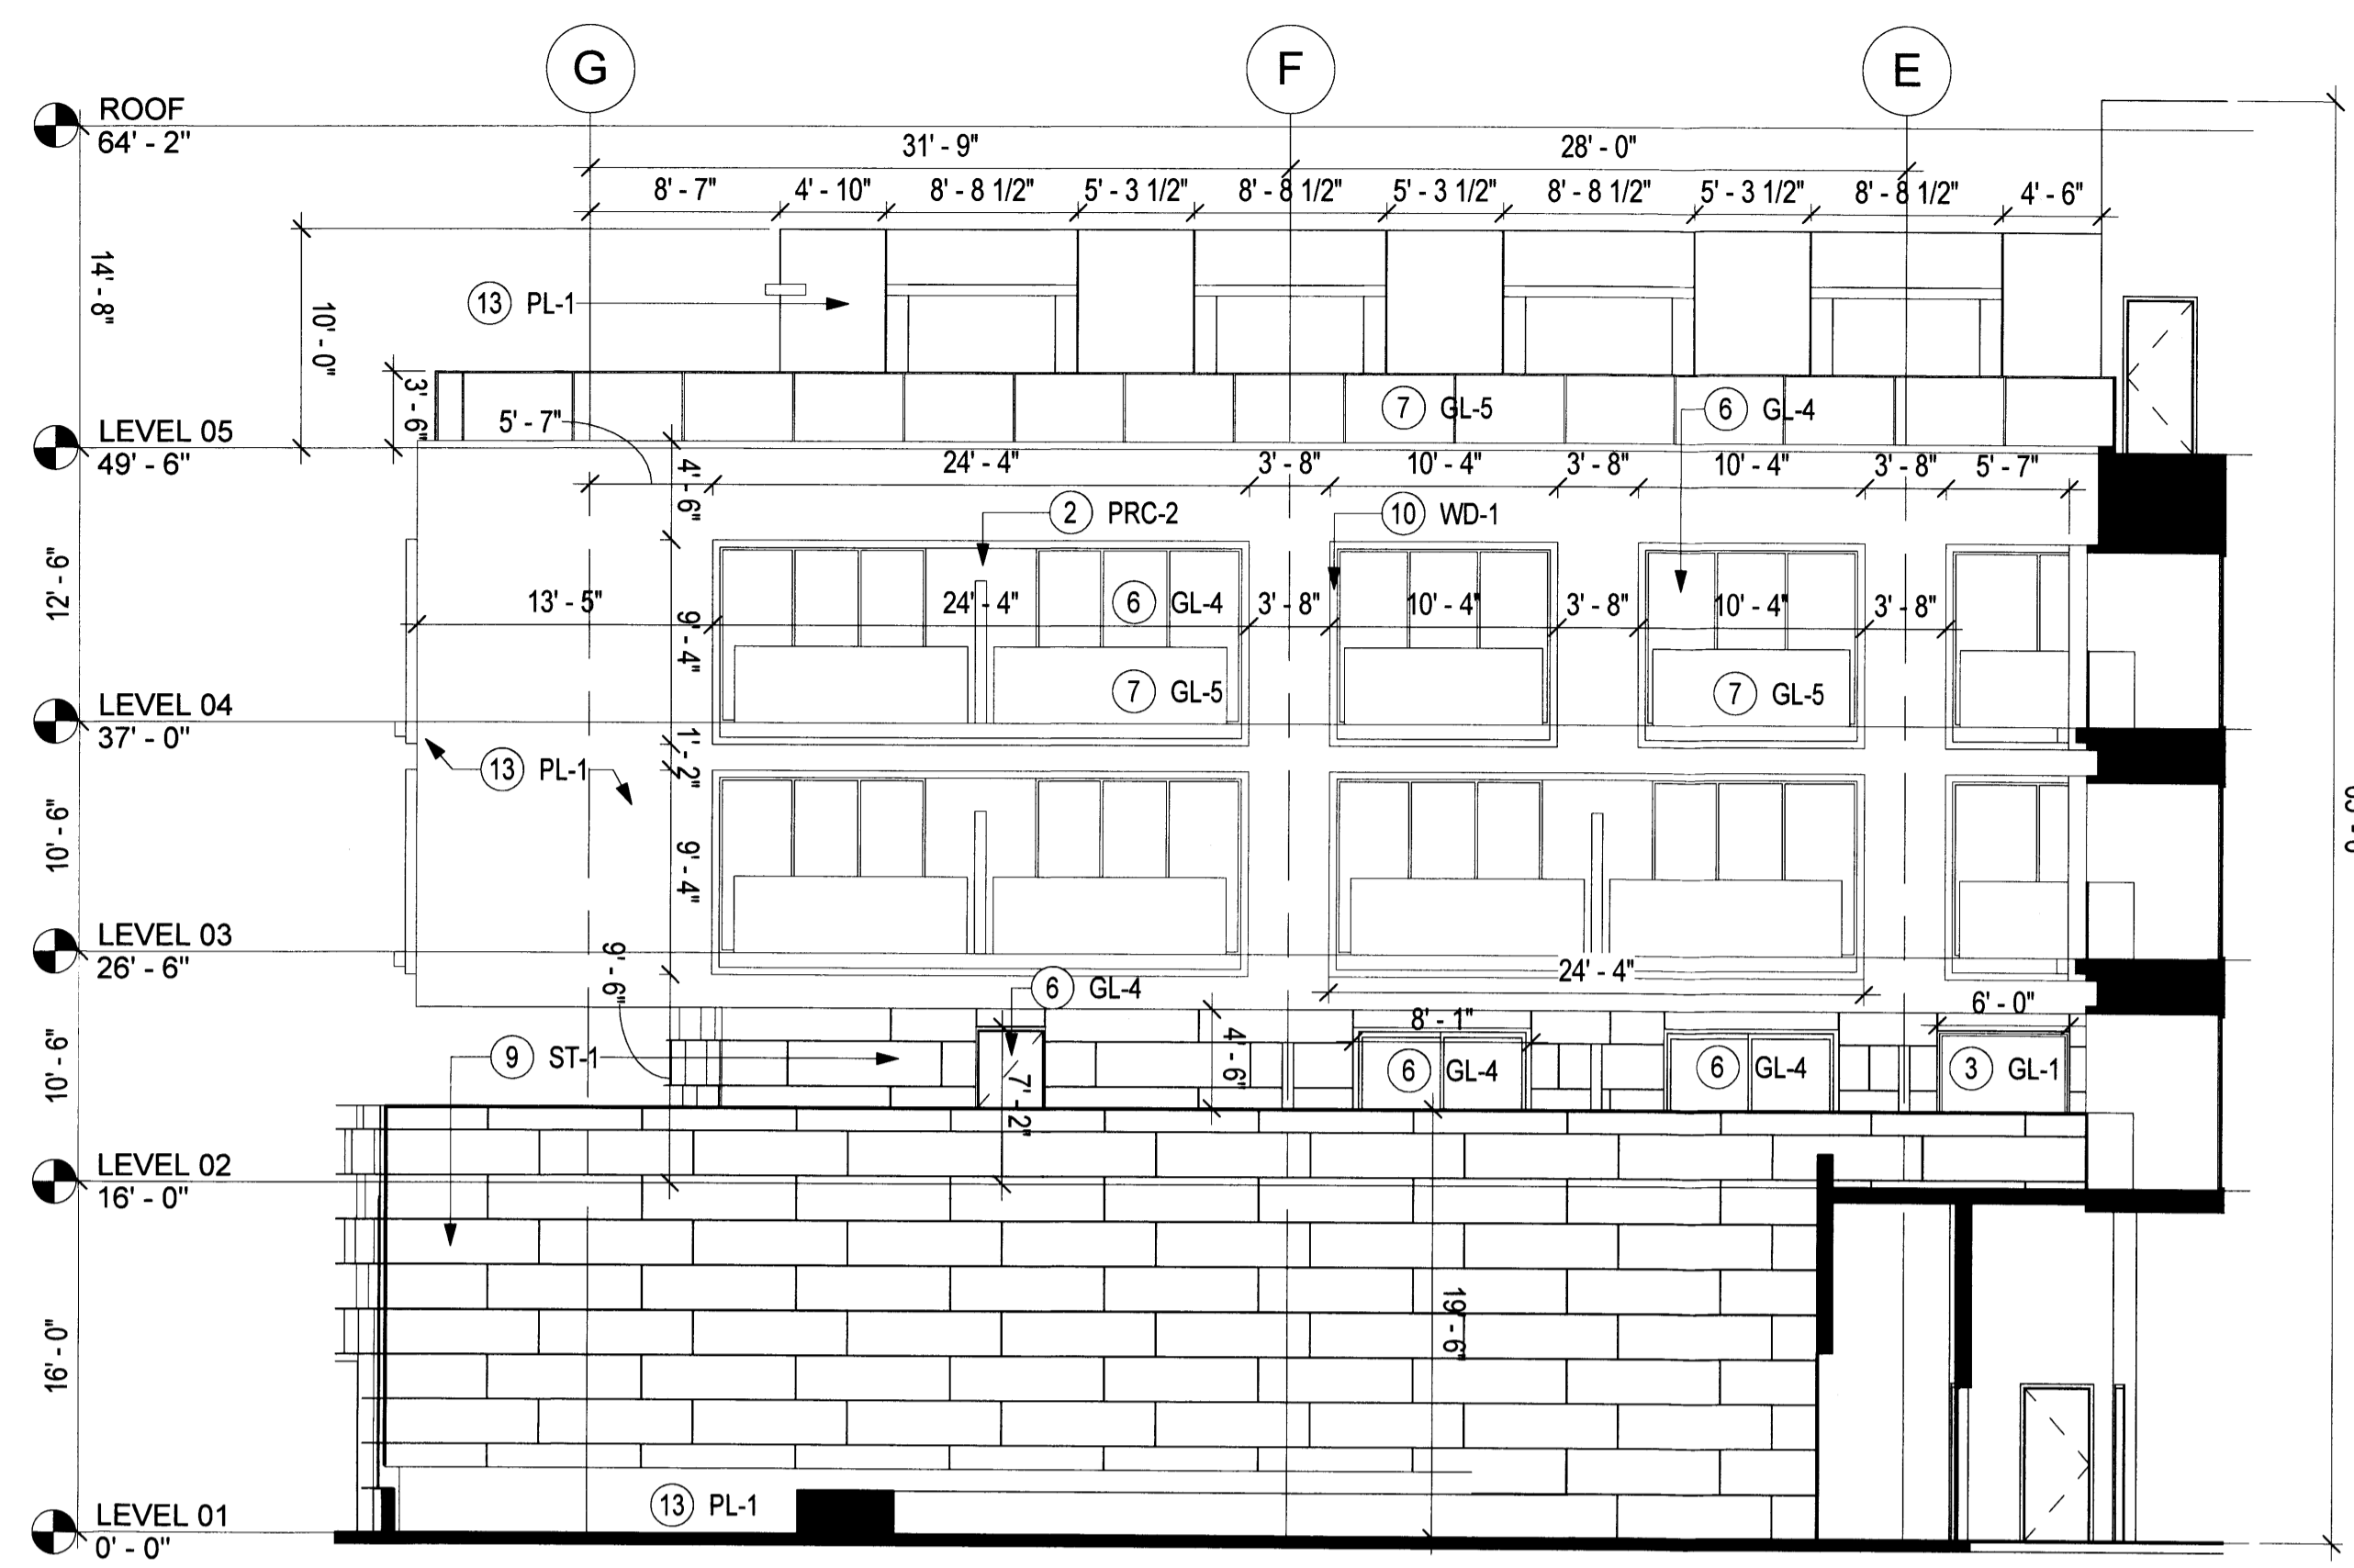 G F E
ROOF
64' - 2"
31' - 9" 28' - 0"
8' - 7" 4' - 10" 8' - 8 1/2" 5' - 3 1/2" 8' - 8 1/2" 5' - 3 1/2" 8' - 8 1/2" 5' - 3 1/2" 8' - 8 1/2" 4' - 6"
14' - 8"
10' - 0"
13 PL-1
3' - 6"
7 GL-5
6 GL-4
5' - 7"
LEVEL 05
49' - 6"
4' - 6"
24' - 4" 3' - 8" 10' - 4" 3' - 8" 10' - 4" 3' - 8" 5' - 7"
2 PRC-2
10 WD-1
12' - 6"
13' - 5" 24' - 4" 3' - 8" 10' - 4" 3' - 8" 10' - 4" 3' - 8"
6 GL-4
9' - 4"
7 GL-5
7 GL-5
LEVEL 04
37' - 0"
1' - 2"
13 PL-1
10' - 6"
9' - 4"
LEVEL 03
26' - 6"
9' - 6"
24' - 4"
6 GL-4
6' - 0"
8' - 1"
4' - 6"
10' - 6"
9 ST-1
7' - 2"
6 GL-4
6 GL-4
3 GL-1
LEVEL 02
16' - 0"
16' - 0"
19' - 6"
13 PL-1
LEVEL 01
0' - 0"